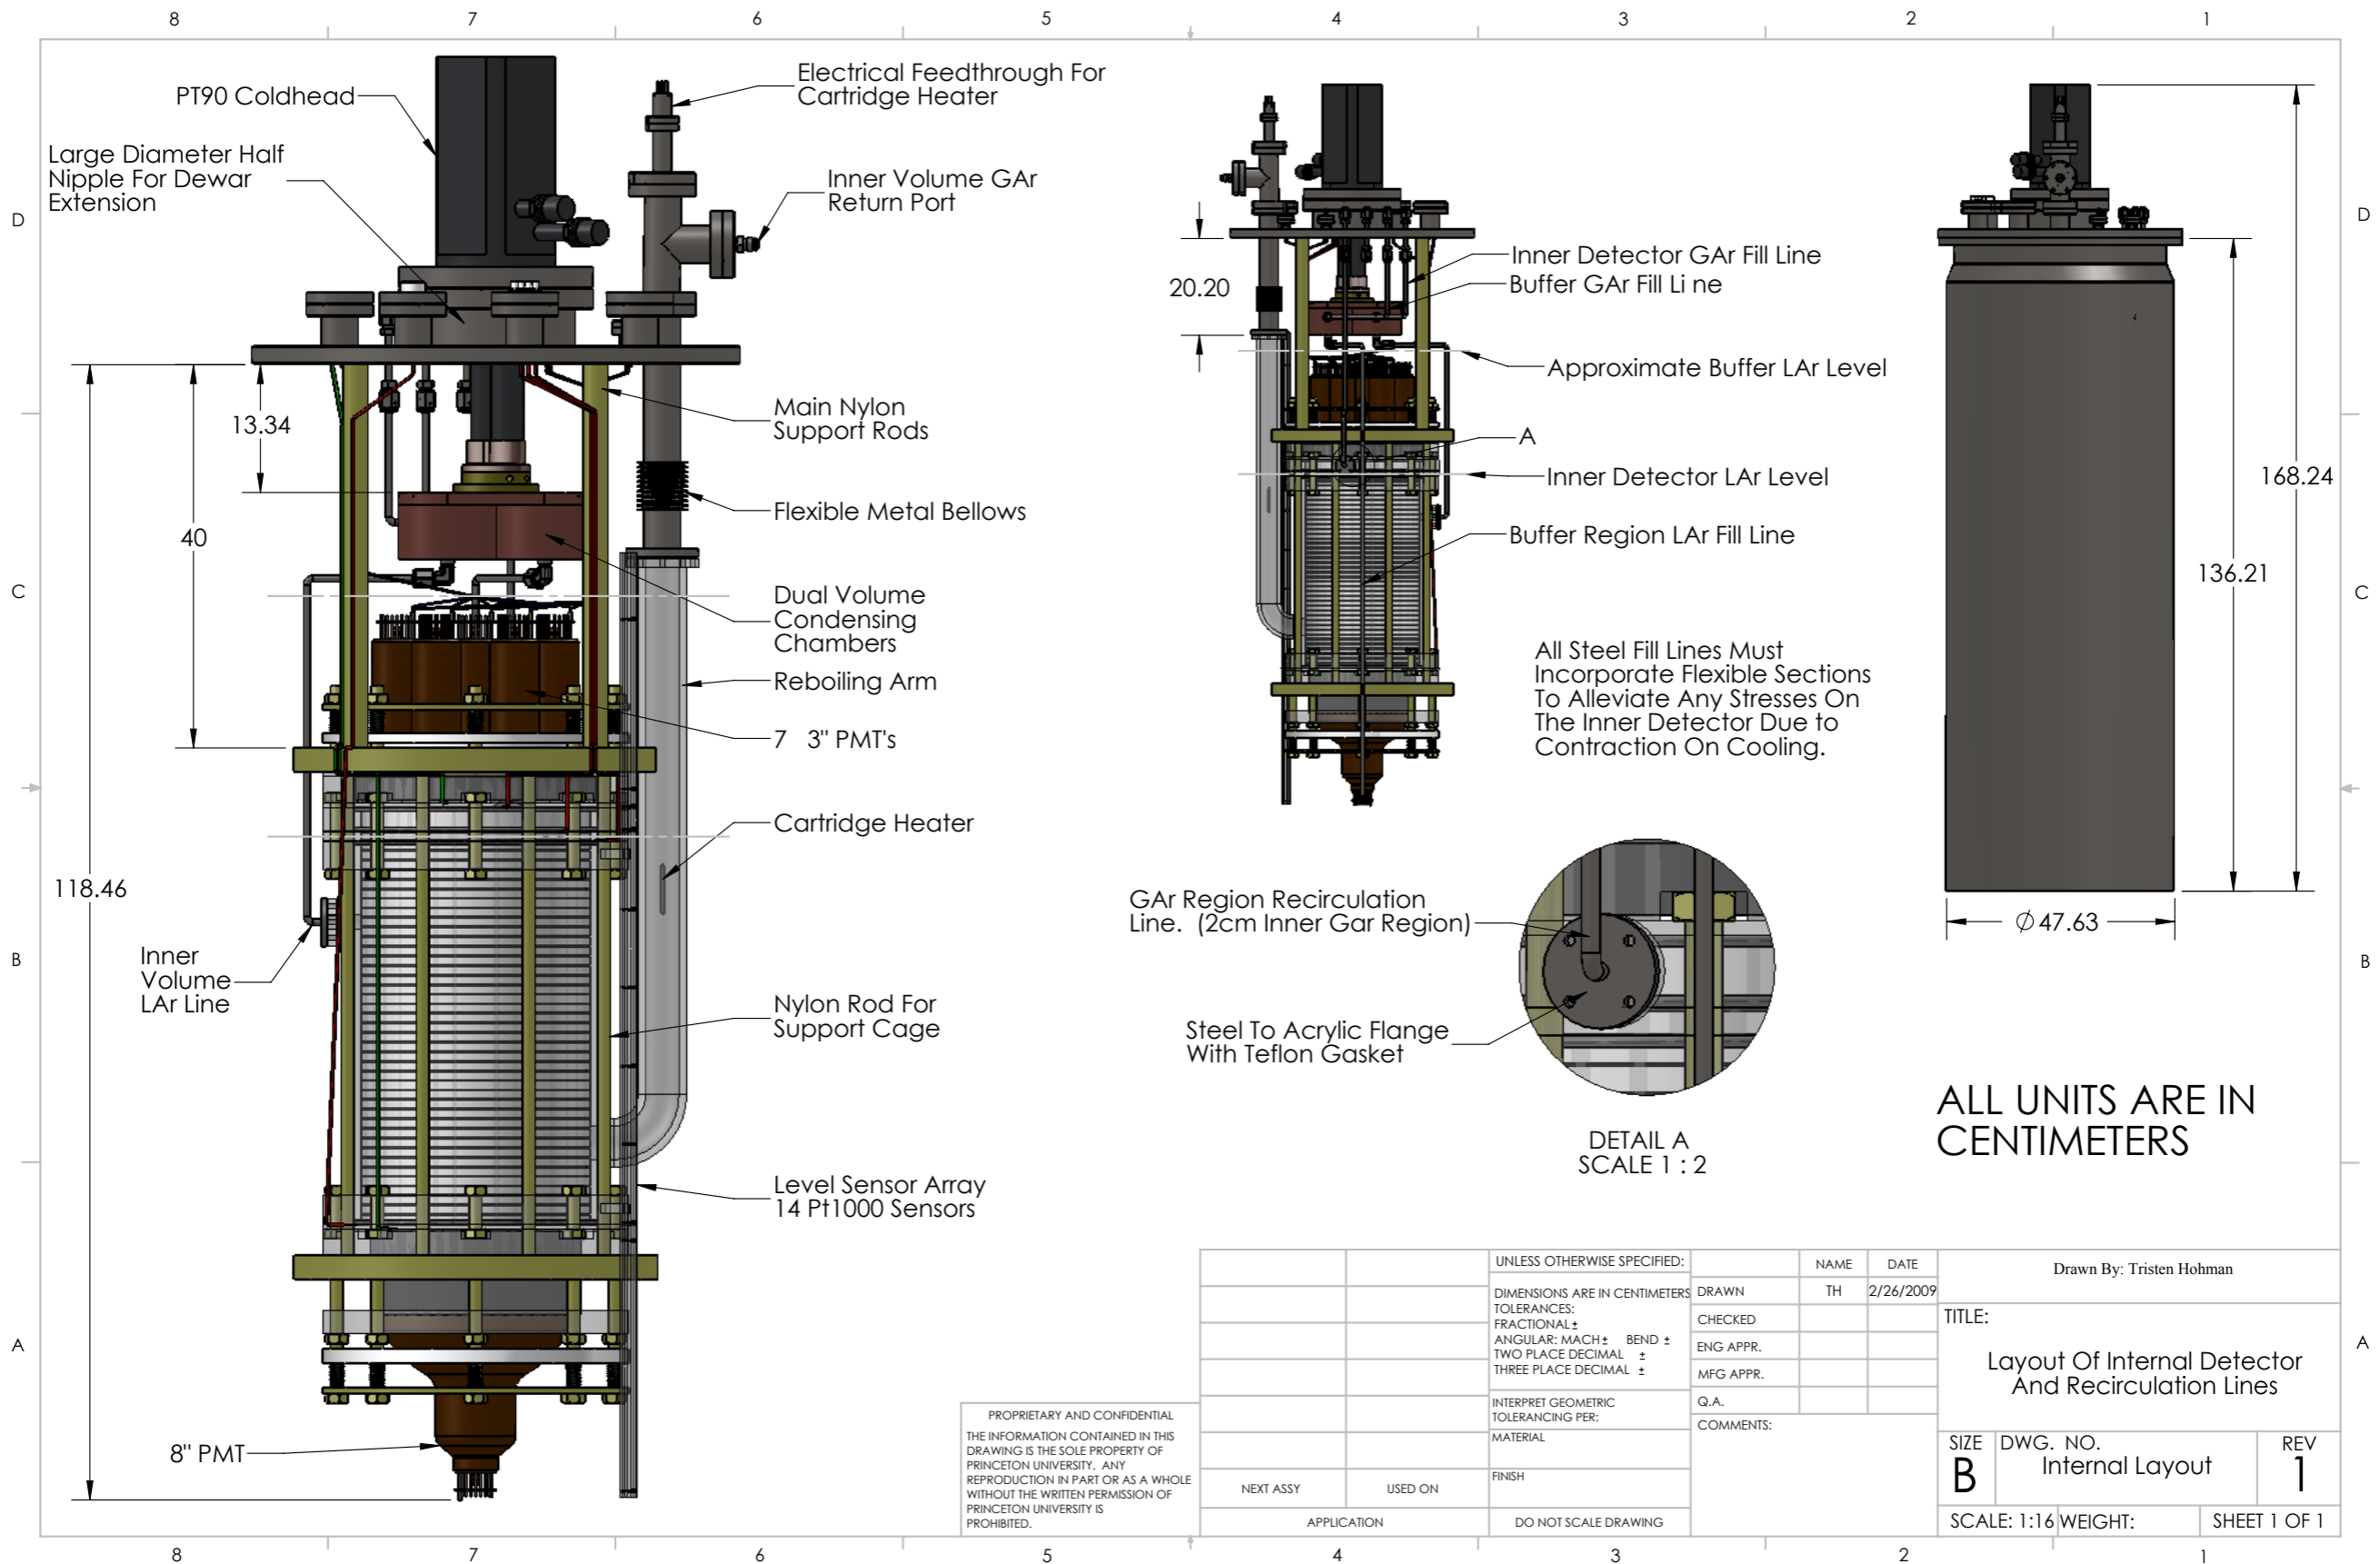 8 7 6 5 4 3 2 1
D
D
C
C
B
B
A
A
PT90 Coldhead
Large Diameter Half
Nipple For Dewar
Extension
Electrical Feedthrough For
Cartridge Heater
Inner Volume GAr
Return Port
Main Nylon
Support Rods
Flexible Metal Bellows
Dual Volume
Condensing
Chambers
Reboiling Arm
7 3" PMT's
Cartridge Heater
Nylon Rod For
Support Cage
Level Sensor Array
14 Pt1000 Sensors
13.34
40
118.46
Inner
Volume
LAr Line
8" PMT
20.20
Inner Detector GAr Fill Line
Buffer GAr Fill Li ne
Approximate Buffer LAr Level
A
Inner Detector LAr Level
Buffer Region LAr Fill Line
All Steel Fill Lines Must
Incorporate Flexible Sections
To Alleviate Any Stresses On
The Inner Detector Due to
Contraction On Cooling.
168.24
136.21
∅47.63
GAr Region Recirculation
Line. (2cm Inner Gar Region)
Steel To Acrylic Flange
With Teflon Gasket
DETAIL A
SCALE 1 : 2
ALL UNITS ARE IN
CENTIMETERS
PROPRIETARY AND CONFIDENTIAL
THE INFORMATION CONTAINED IN THIS
DRAWING IS THE SOLE PROPERTY OF
PRINCETON UNIVERSITY. ANY
REPRODUCTION IN PART OR AS A WHOLE
WITHOUT THE WRITTEN PERMISSION OF
PRINCETON UNIVERSITY IS
PROHIBITED.
NEXT ASSY
USED ON
APPLICATION
UNLESS OTHERWISE SPECIFIED:
DIMENSIONS ARE IN CENTIMETERS
TOLERANCES:
FRACTIONAL ±
ANGULAR: MACH ± BEND ±
TWO PLACE DECIMAL ±
THREE PLACE DECIMAL ±
INTERPRET GEOMETRIC
TOLERANCING PER:
MATERIAL
FINISH
DO NOT SCALE DRAWING
NAME DATE
DRAWN TH 2/26/2009
CHECKED
ENG APPR.
MFG APPR.
Q.A.
COMMENTS:
Drawn By: Tristen Hohman
TITLE:
Layout Of Internal Detector
And Recirculation Lines
SIZE
B
DWG. NO.
Internal Layout
REV
1
SCALE: 1:16 WEIGHT: SHEET 1 OF 1
8 7 6 5 4 3 2 1